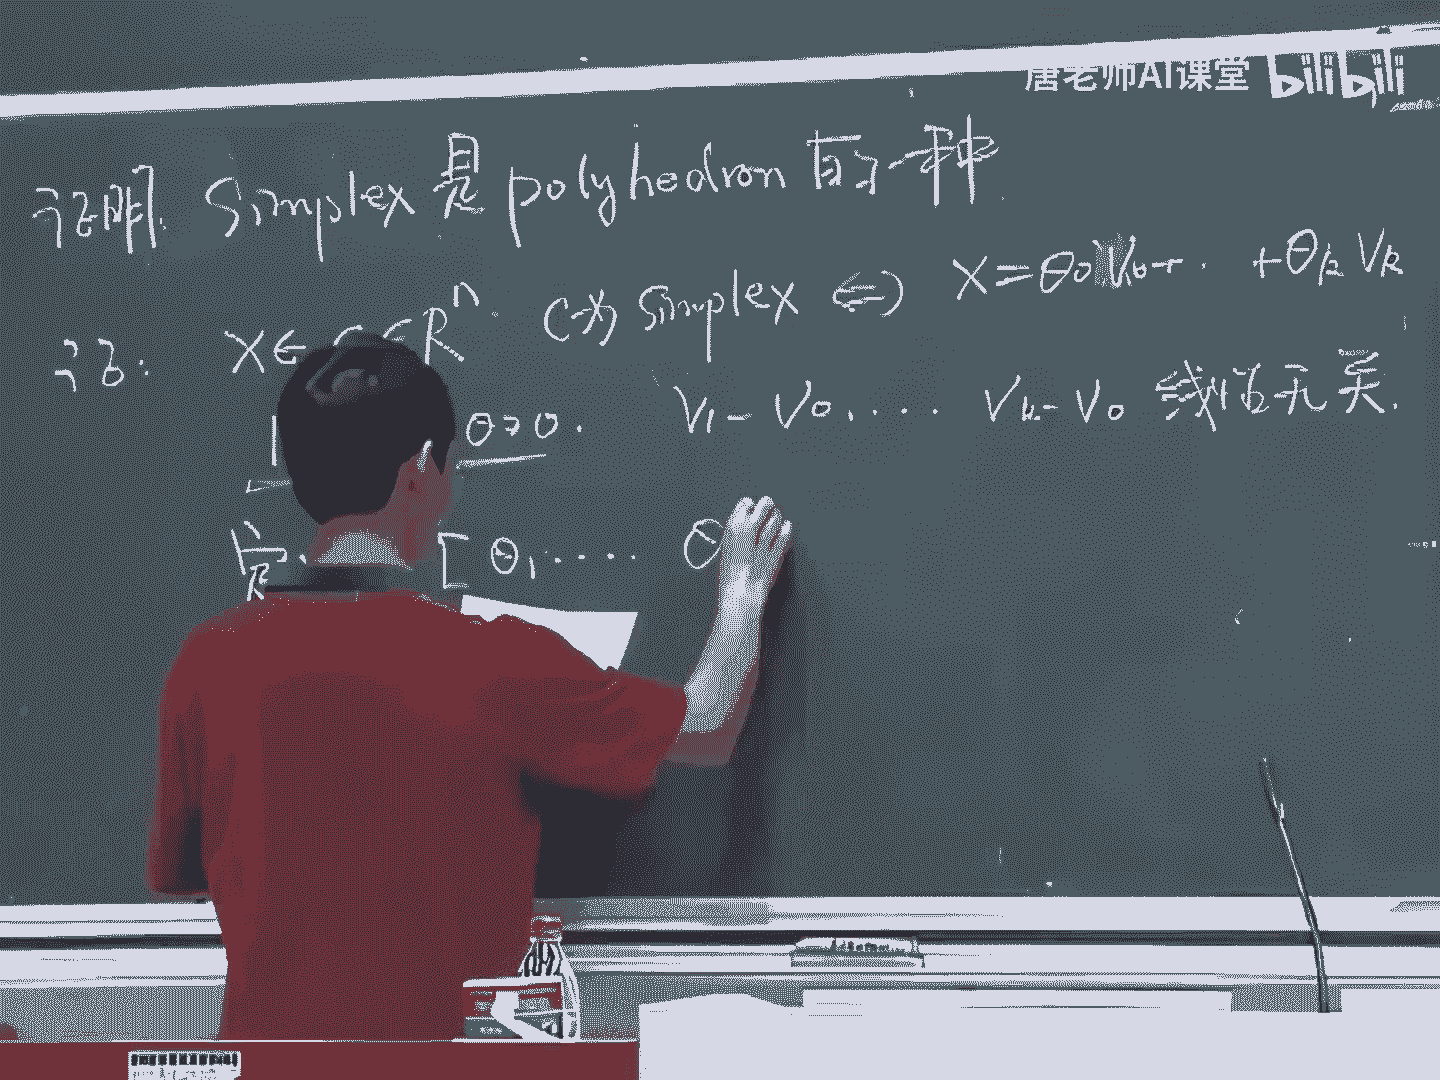 唐老师AI课堂 bilibili
证明: Simplex 是 polyhedron 的一种.
证: X∈ R^n. C为 Simplex ⇔ X=θ0V0+ · +θkVk
θ≥0. V1-V0, .... Vk-V0 线性无关.
令. [θ1, ..... θ